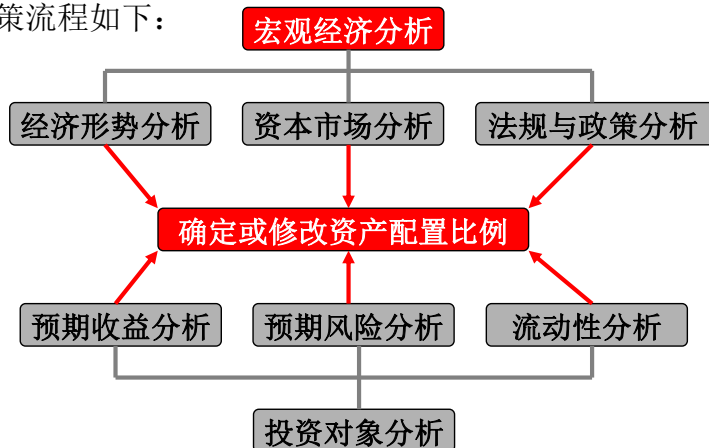 策流程如下：
宏观经济分析
经济形势分析
资本市场分析
法规与政策分析
确定或修改资产配置比例
预期收益分析
预期风险分析
流动性分析
投资对象分析